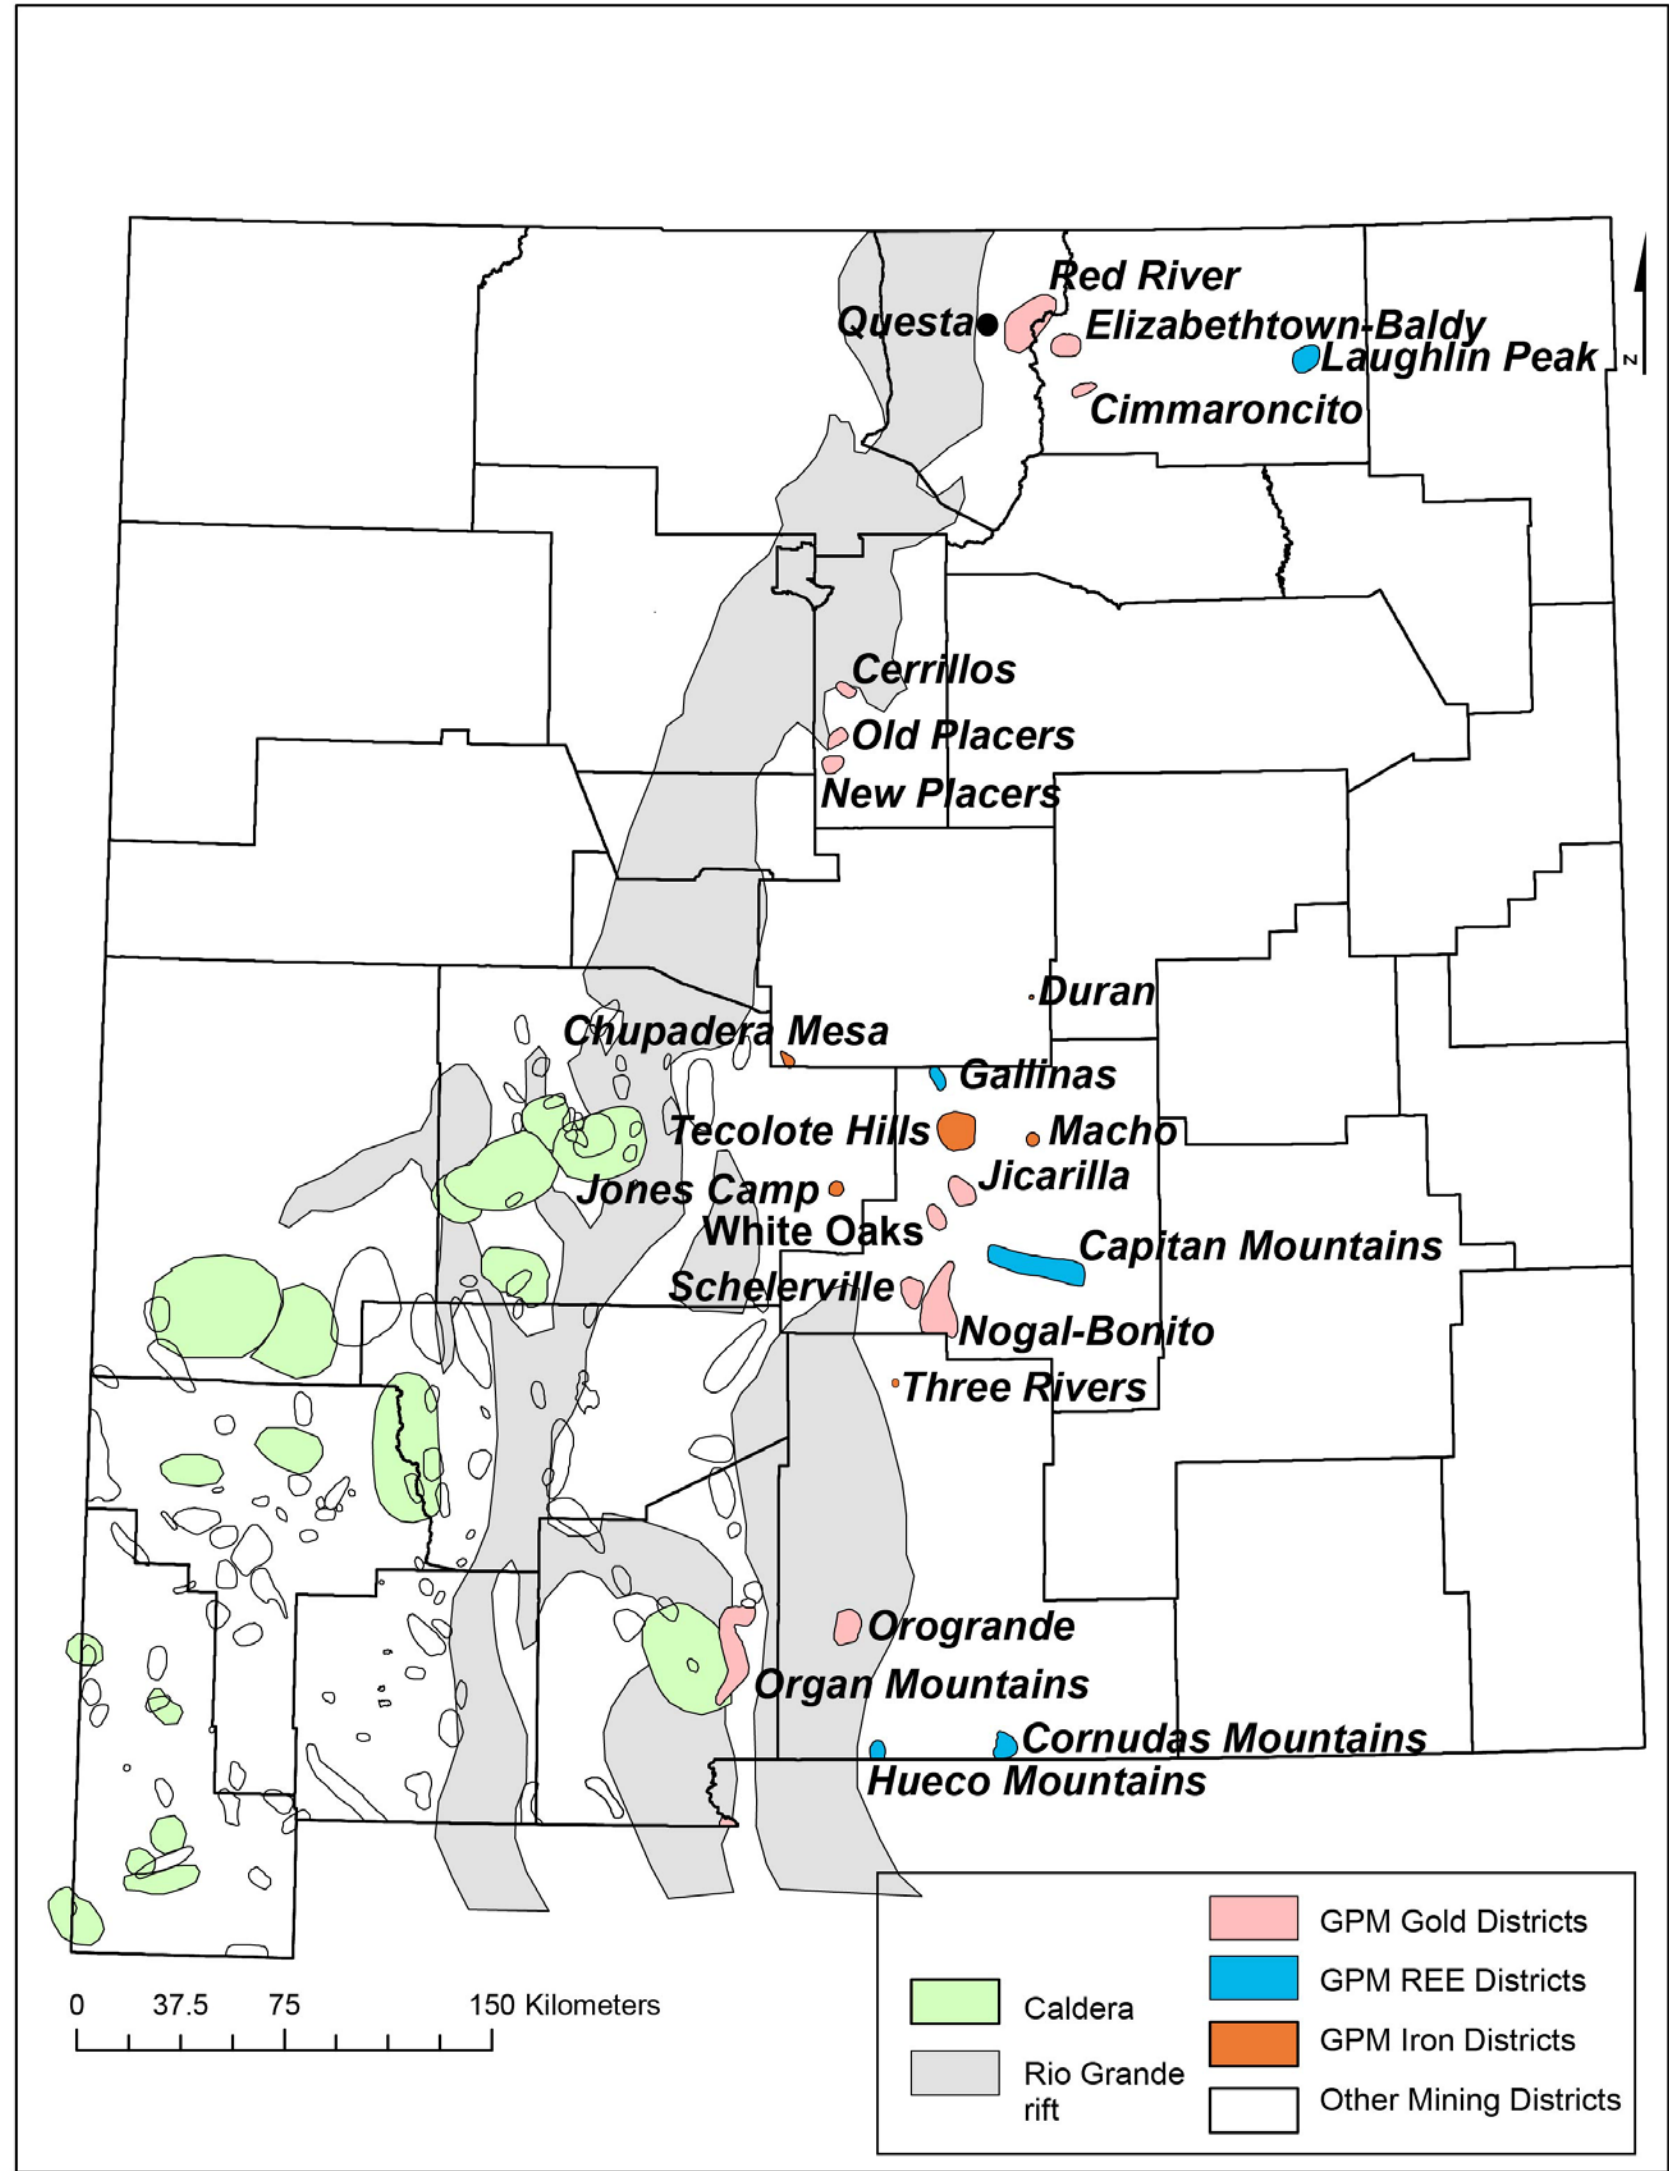 Red River
Questa
Elizabethtown-Baldy
Laughlin Peak
N
Cimmaroncito
Cerrillos
Old Placers
New Placers
Duran
Chupadera Mesa
Gallinas
Tecolote Hills
Macho
Jicarilla
Jones Camp
White Oaks
Capitan Mountains
Schelerville
Nogal-Bonito
Three Rivers
Orogrande
Organ Mountains
Cornudas Mountains
Hueco Mountains
GPM Gold Districts
GPM REE Districts
Caldera
GPM Iron Districts
Rio Grande
rift
Other Mining Districts
0 37.5 75 150 Kilometers